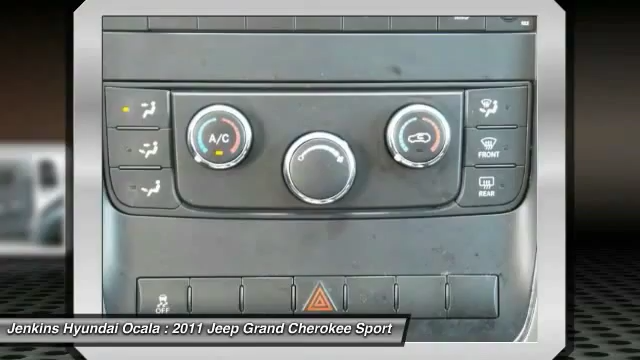 A/C
FRONT
REAR
OFF
Jenkins Hyundai Ocala : 2011 Jeep Grand Cherokee Sport